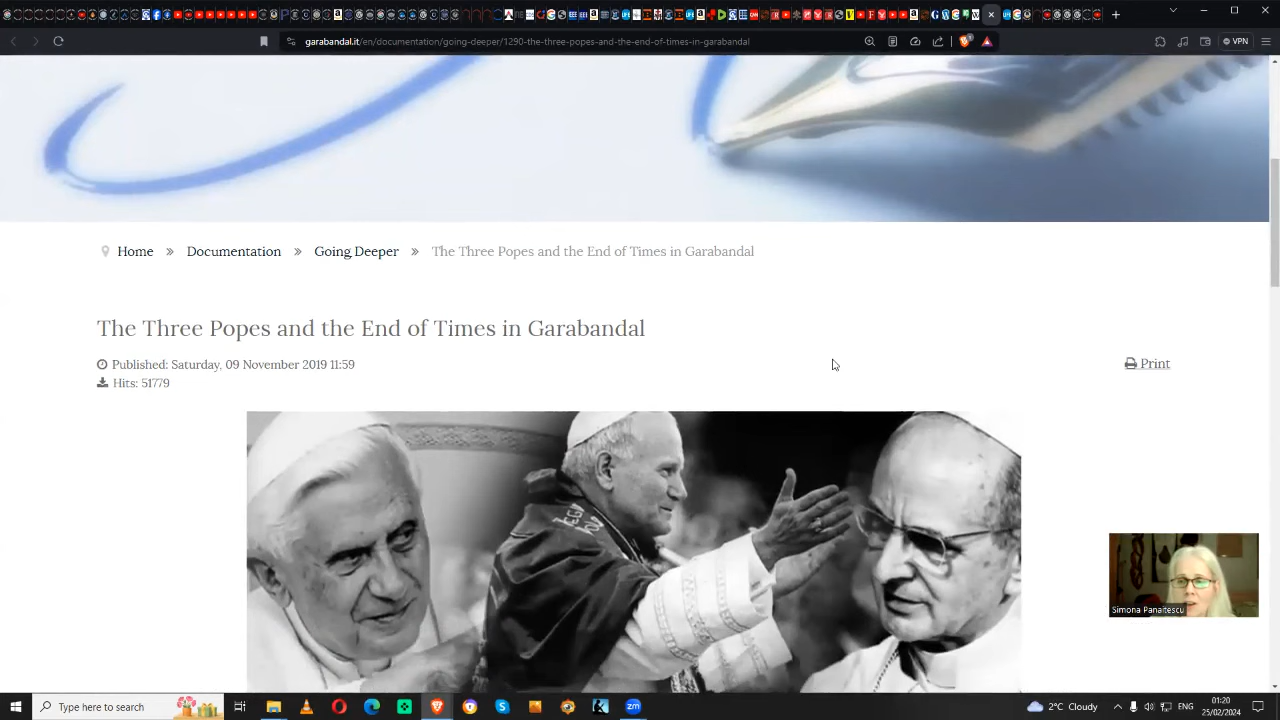 garabandal.it/en/documentation/going-deeper/1290-the-three-popes-and-the-end-of-times-in-garabandal
VPN
Home » Documentation » Going Deeper » The Three Popes and the End of Times in Garabandal
The Three Popes and the End of Times in Garabandal
Published: Saturday, 09 November 2019 11:59
Print
Hits: 51779
Simona Panaitescu
Type here to search
zm
2°C Cloudy
ENG
01:20
25/02/2024